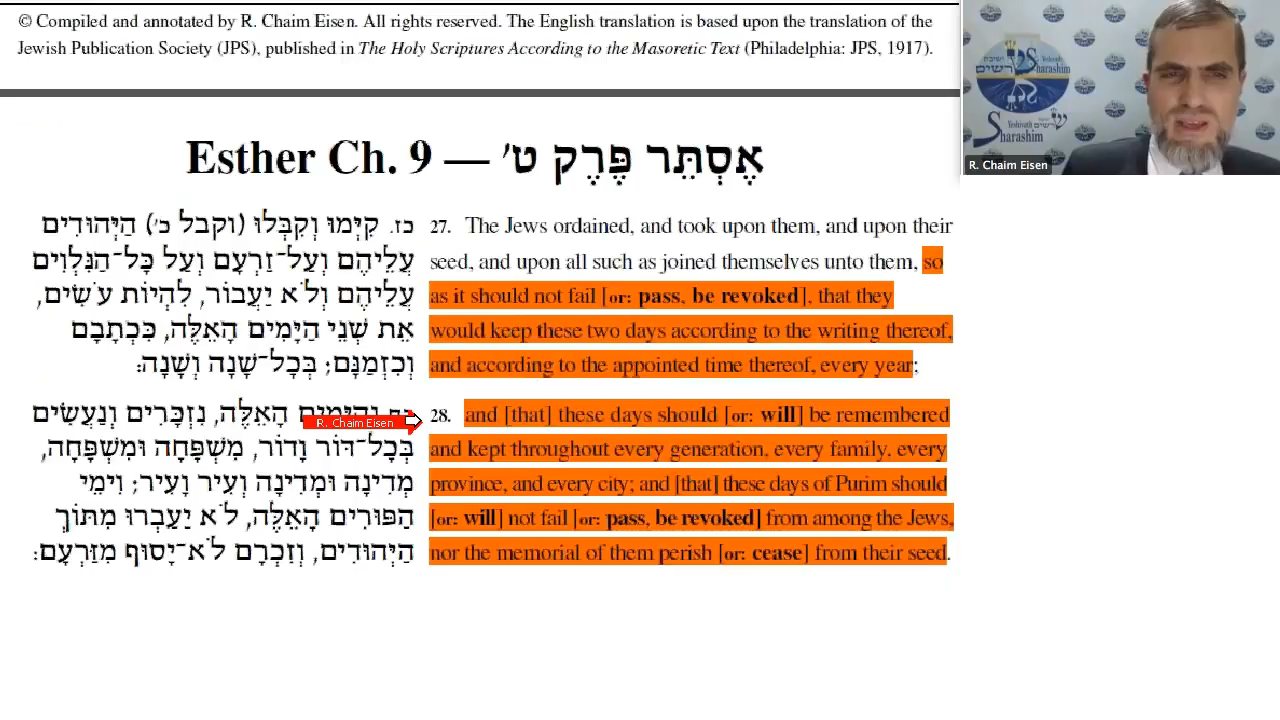 © Compiled and annotated by R. Chaim Eisen. All rights reserved. The English translation is based upon the translation of the
Jewish Publication Society (JPS), published in The Holy Scriptures According to the Masoretic Text (Philadelphia: JPS, 1917).
Esther Ch. 9 — אֶסְתֵּר פֶּרֶק ט׳
27. The Jews ordained, and took upon them, and upon their
seed, and upon all such as joined themselves unto them, so
as it should not fail [or: pass, be revoked], that they
would keep these two days according to the writing thereof,
and according to the appointed time thereof, every year;
28. and [that] these days should [or: will] be remembered
and kept throughout every generation, every family, every
province, and every city; and [that] these days of Purim should
[or: will] not fail [or: pass, be revoked] from among the Jews,
nor the memorial of them perish [or: cease] from their seed.
כז. קִיְּמוּ וְקִבְּלוּ (וקבל כ׳) הַיְּהוּדִים
עֲלֵיהֶם וְעַל־זַרְעָם וְעַל כָּל־הַנִּלְוִים
עֲלֵיהֶם וְלֹא יַעֲבוֹר, לִהְיוֹת עֹשִׂים,
אֵת שְׁנֵי הַיָּמִים הָאֵלֶּה, כִּכְתָבָם
וְכִזְמַנָּם; בְּכָל־שָׁנָה וְשָׁנָה:
הָאֵלֶּה, נִזְכָּרִים וְנַעֲשִׂים
בְּכָל־דּוֹר וָדוֹר, מִשְׁפָּחָה וּמִשְׁפָּחָה,
מְדִינָה וּמְדִינָה וְעִיר וָעִיר; וִימֵי
הַפּוּרִים הָאֵלֶּה, לֹא יַעַבְרוּ מִתּוֹךְ
הַיְּהוּדִים, וְזִכְרָם לֹא־יָסוּף מִזַּרְעָם:
R. Chaim Eisen
R. Chaim Eisen
ישיבת
שרשים
Sharashim
Yeshivath
Sharashim